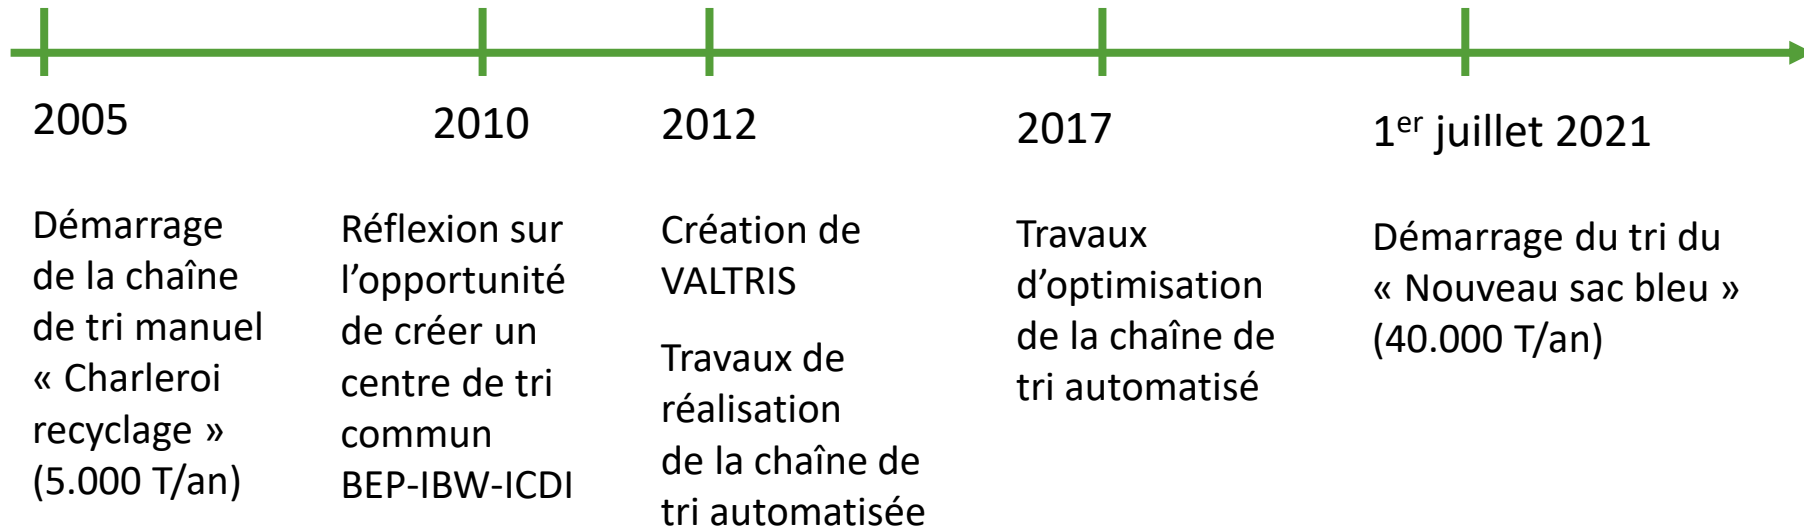 2005
Démarrage
de la chaîne
de tri manuel
« Charleroi
recyclage »
(5.000 T/an)
2010
Réflexion sur
l’opportunité
de créer un
centre de tri
commun
BEP-IBW-ICDI
2012
Création de
VALTRIS
Travaux de
réalisation
de la chaîne de
tri automatisée
2017
Travaux
d’optimisation
de la chaîne de
tri automatisé
1er juillet 2021
Démarrage du tri du
« Nouveau sac bleu »
(40.000 T/an)